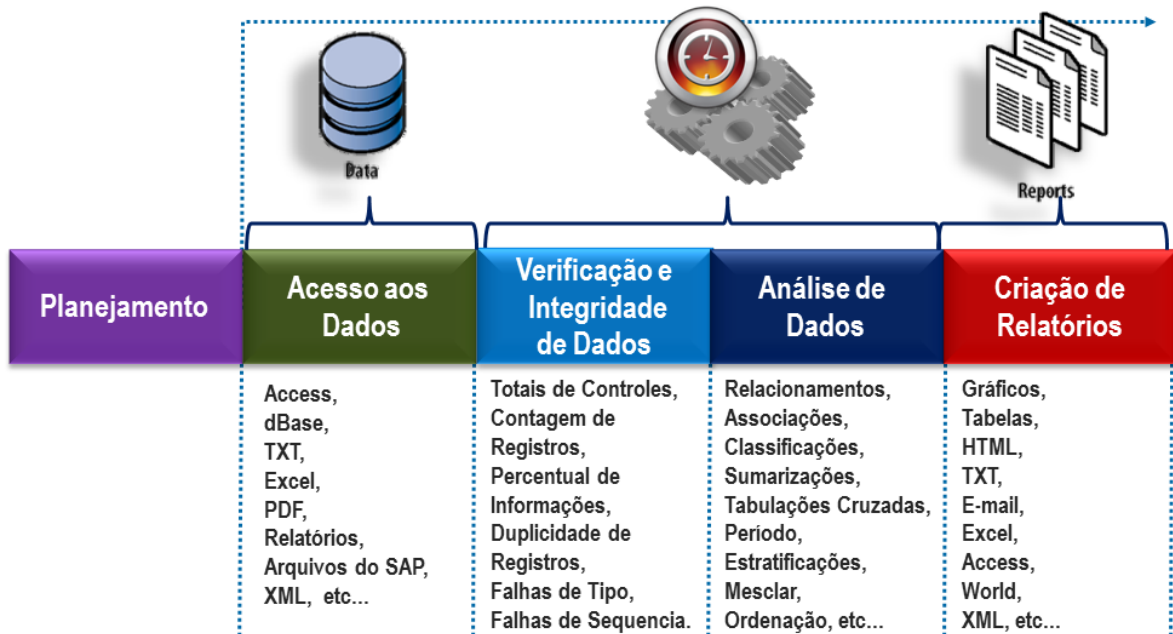 Data
Reports
Planejamento
Acesso aos
Dados
Verificação e
Integridade
de Dados
Análise de
Dados
Criação de
Relatórios
Access,
dBase,
TXT,
Excel,
PDF,
Relatórios,
Arquivos do SAP,
XML, etc...
Totais de Controles,
Contagem de
Registros,
Percentual de
Informações,
Duplicidade de
Registros,
Falhas de Tipo,
Falhas de Sequencia.
Relacionamentos,
Associações,
Classificações,
Sumarizações,
Tabulações Cruzadas,
Período,
Estratificações,
Mesclar,
Ordenação, etc...
Gráficos,
Tabelas,
HTML,
TXT,
E-mail,
Excel,
Access,
World,
XML, etc...